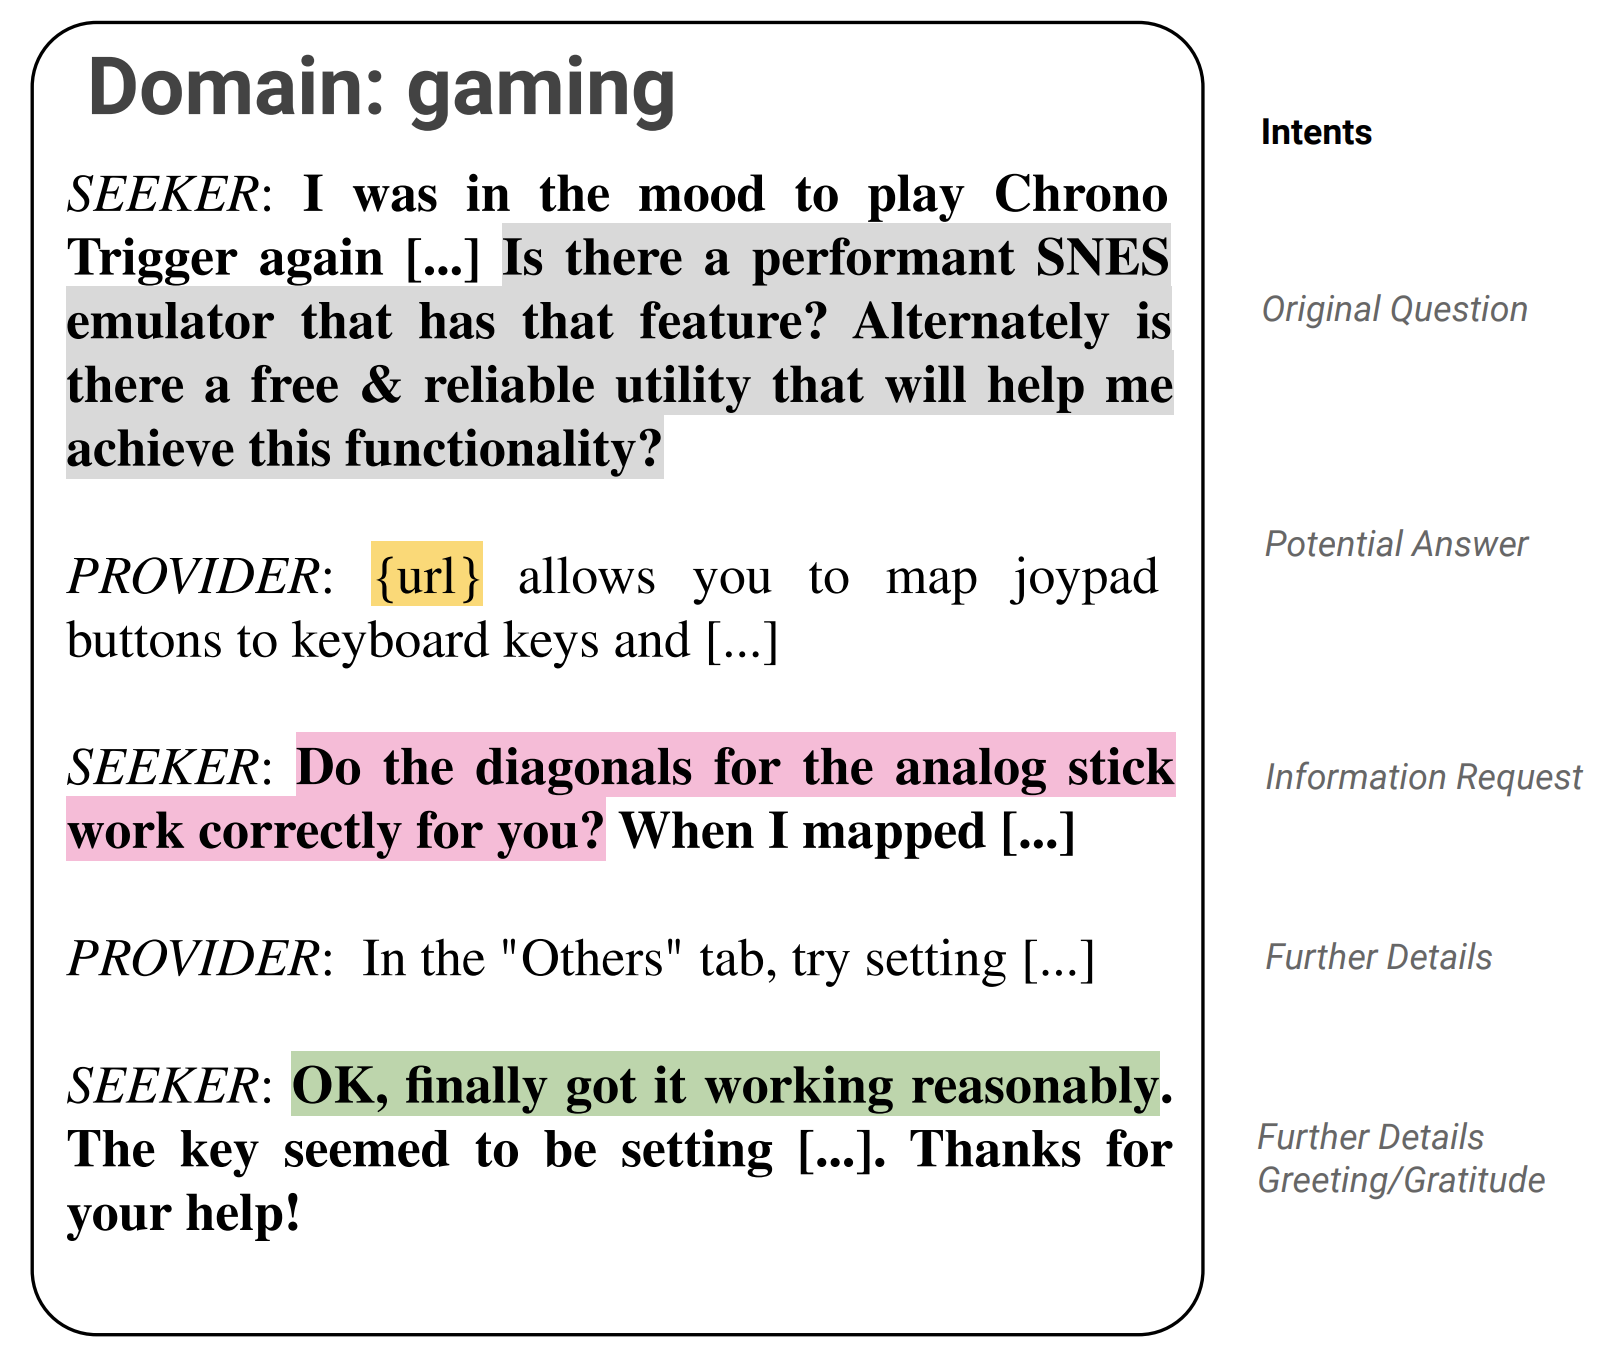 Domain: gaming
Intents
SEEKER: I was in the mood to play Chrono
Trigger again [...] Is there a performant SNES
emulator that has that feature? Alternately is
there a free & reliable utility that will help me
achieve this functionality?
Original Question
PROVIDER: {url} allows you to map joypad
buttons to keyboard keys and [...]
Potential Answer
SEEKER: Do the diagonals for the analog stick
work correctly for you? When I mapped [...]
Information Request
PROVIDER: In the "Others" tab, try setting [...]
Further Details
SEEKER: OK, finally got it working reasonably.
The key seemed to be setting [...]. Thanks for
your help!
Further Details
Greeting/Gratitude